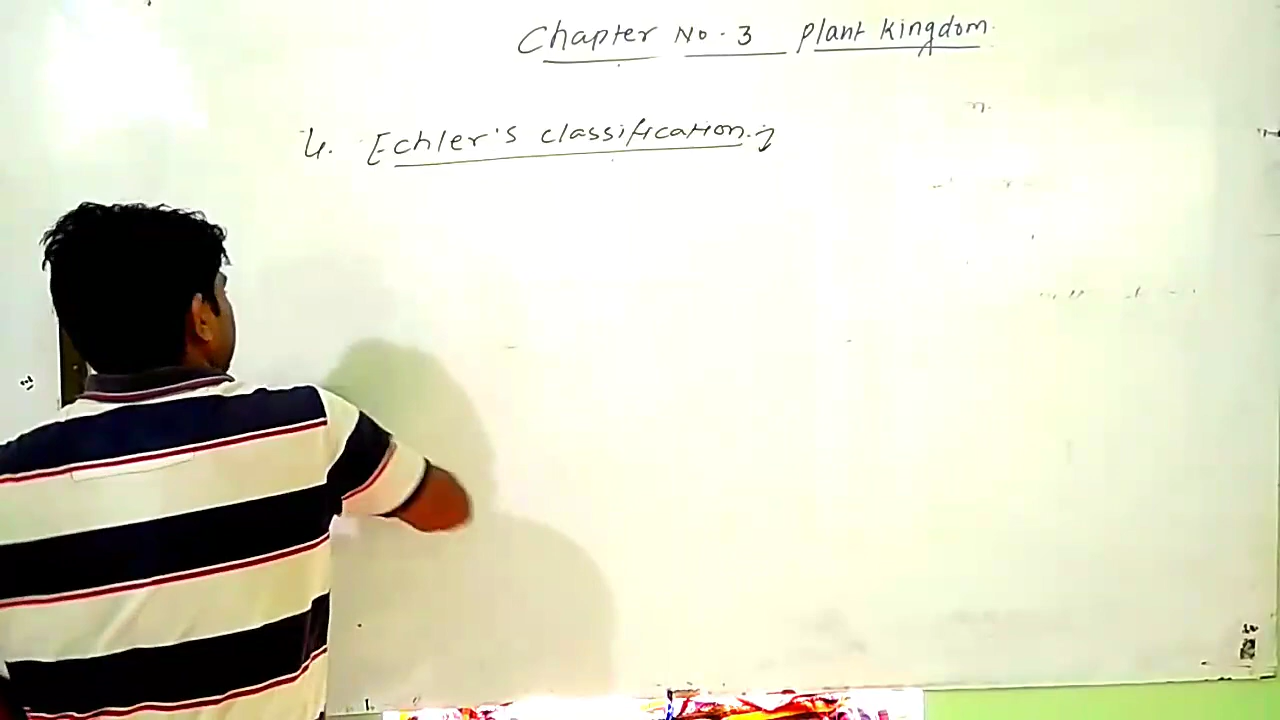 Chapter No. 3 Plant Kingdom.
4. Echler's classification.